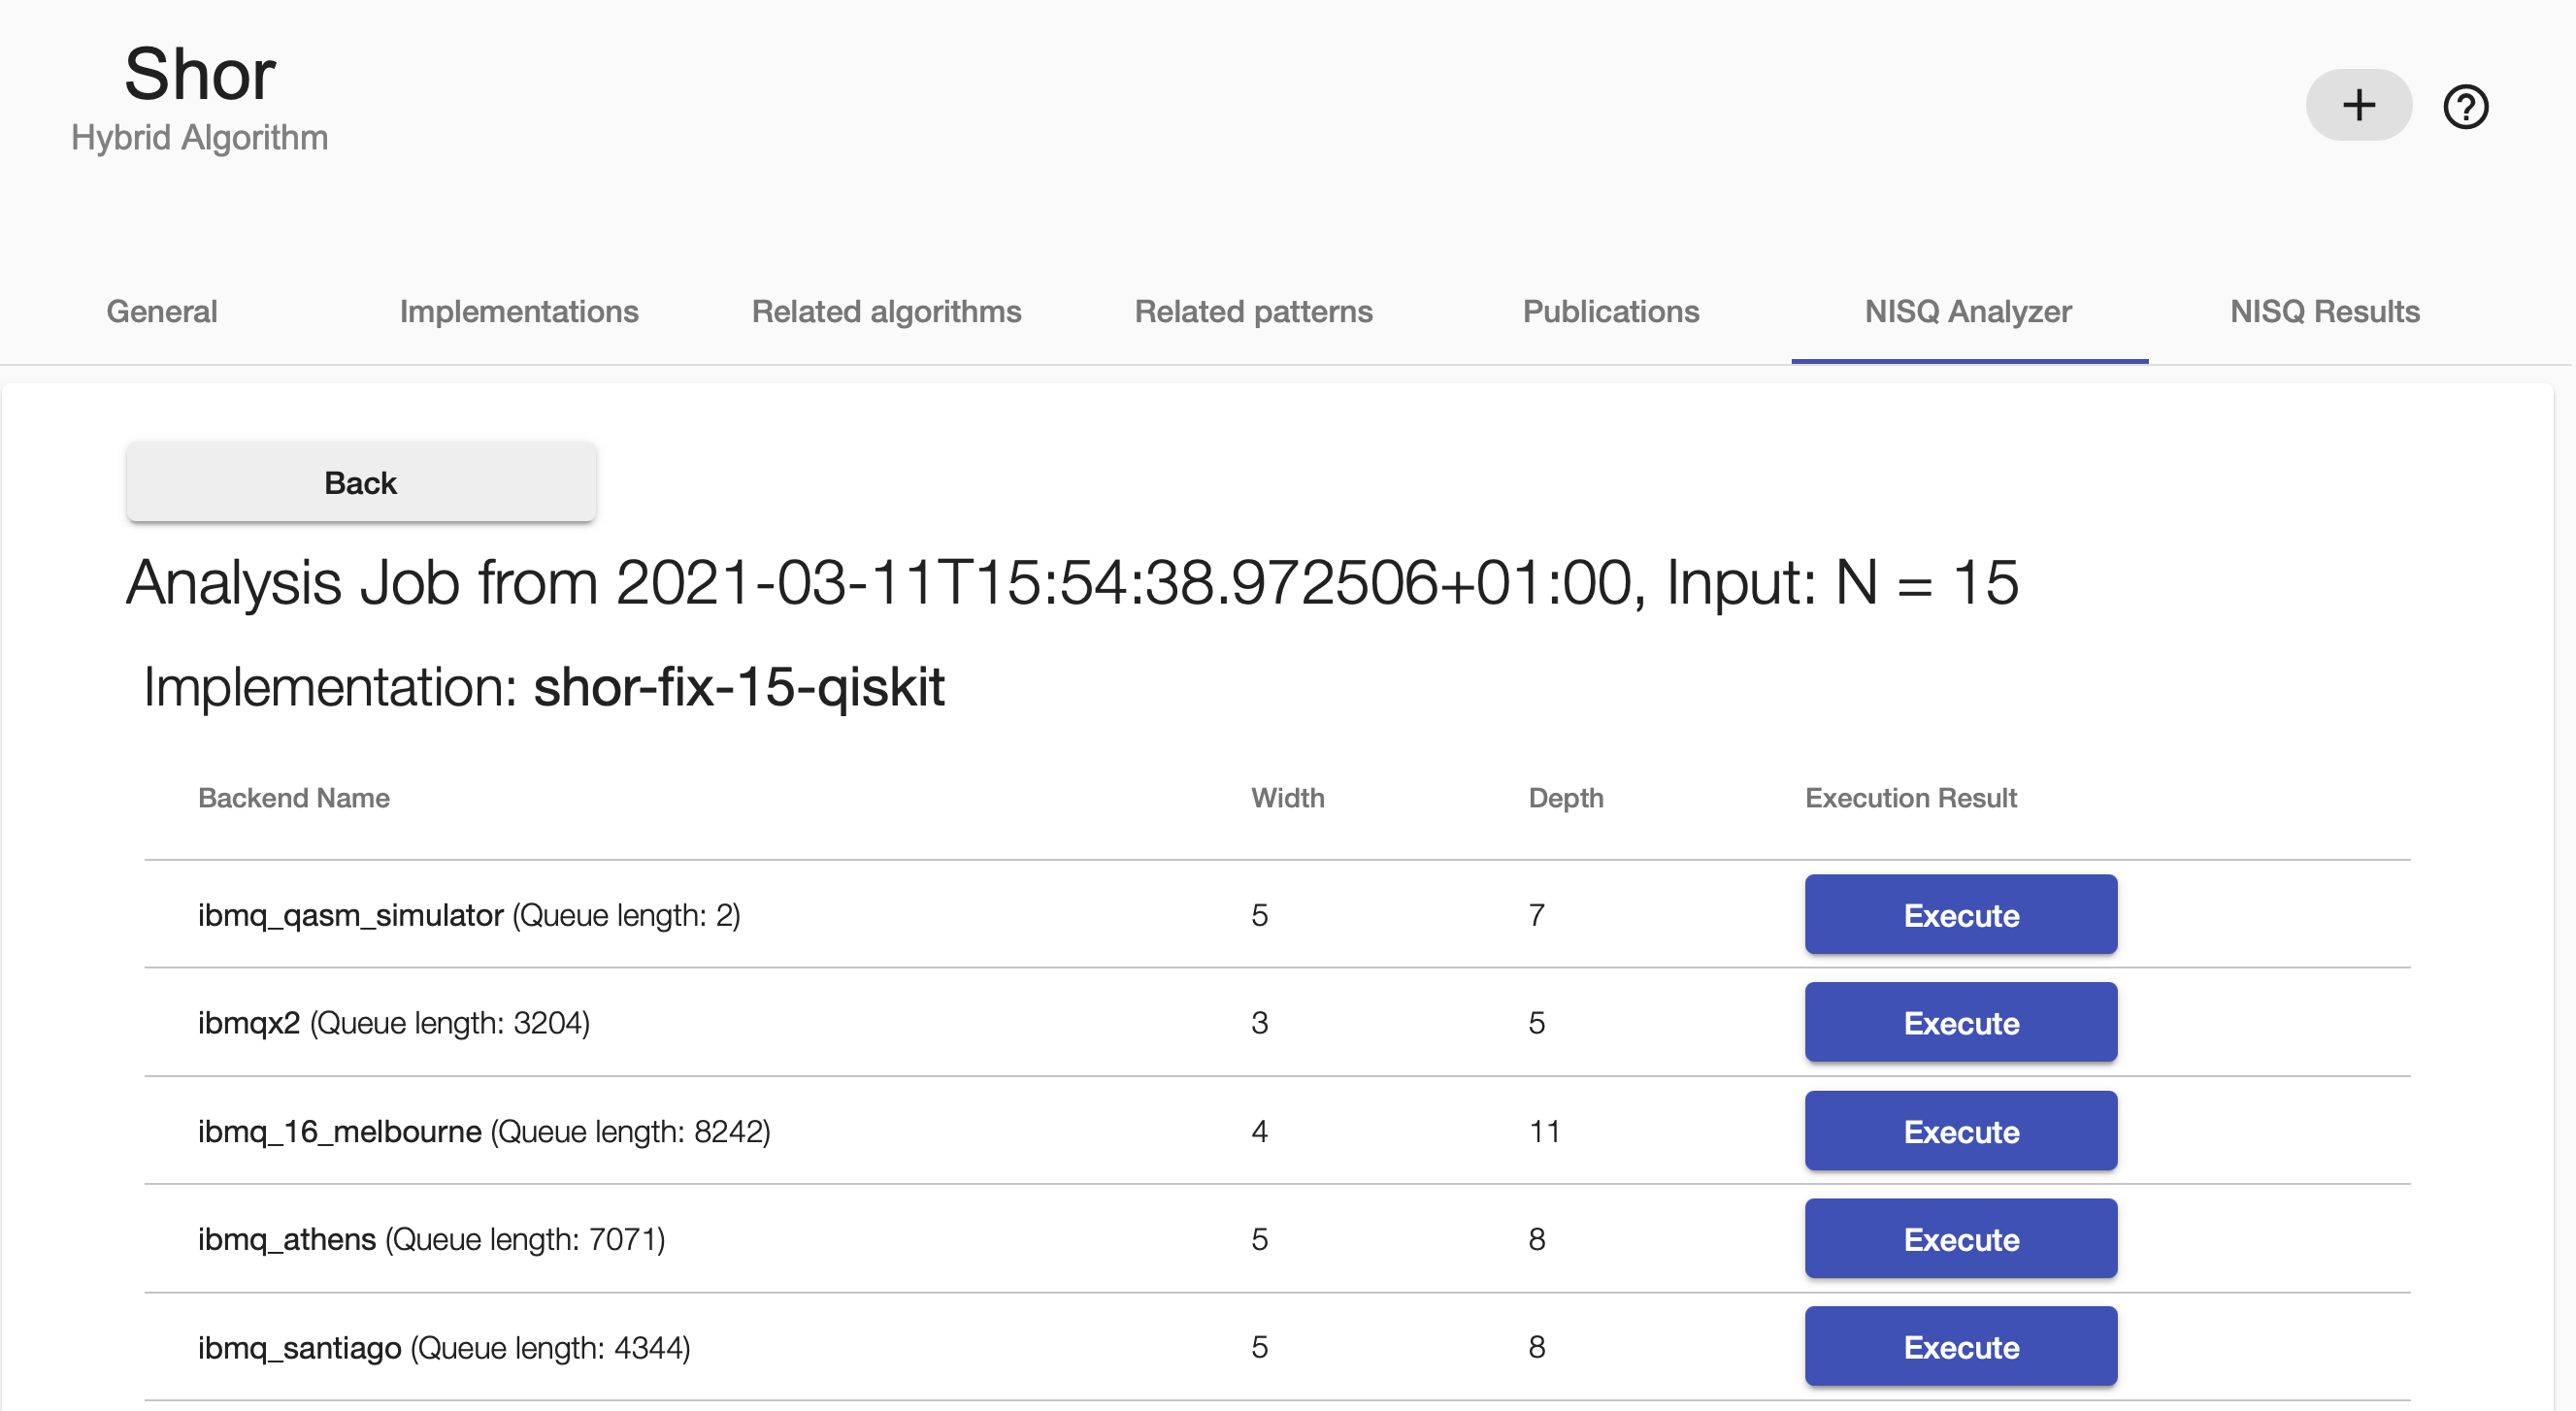 Shor
Hybrid Algorithm
General Implementations Related algorithms Related patterns Publications NISQ Analyzer NISQ Results
Back
Analysis Job from 2021-03-11T15:54:38.972506+01:00, Input: N = 15
Implementation: shor-fix-15-qiskit
Backend Name Width Depth Execution Result
ibmq_qasm_simulator (Queue length: 2) 5 7 Execute
ibmqx2 (Queue length: 3204) 3 5 Execute
ibmq_16_melbourne (Queue length: 8242) 4 11 Execute
ibmq_athens (Queue length: 7071) 5 8 Execute
ibmq_santiago (Queue length: 4344) 5 8 Execute